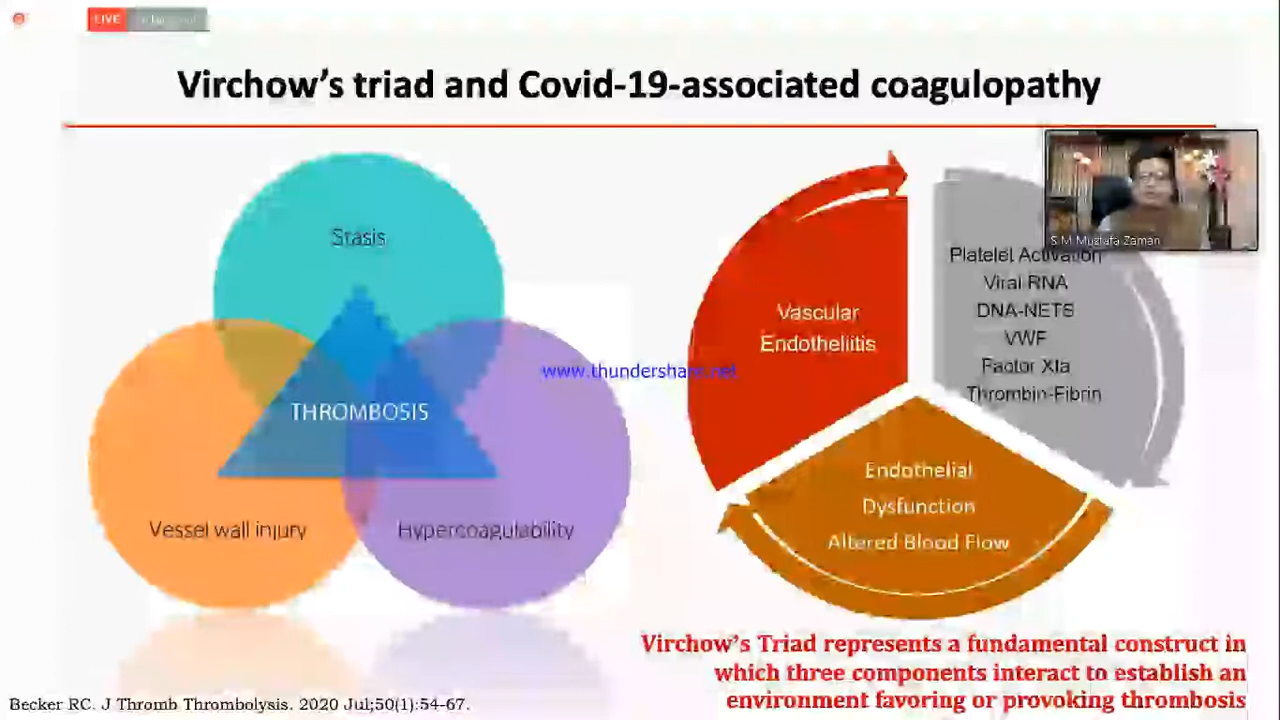 LIVE
Virchow's triad and Covid-19-associated coagulopathy
S M Mustafa Zaman
Stasis
THROMBOSIS
Vessel wall injury
Hypercoagulability
www.thundershare.net
Vascular
Endotheliitis
Platelet Activation
Viral RNA
DNA-NETS
VWF
Factor XIa
Thrombin-Fibrin
Endothelial
Dysfunction
Altered Blood Flow
Virchow's Triad represents a fundamental construct in
which three components interact to establish an
environment favoring or provoking thrombosis
Becker RC. J Thromb Thrombolysis. 2020 Jul;50(1):54-67.